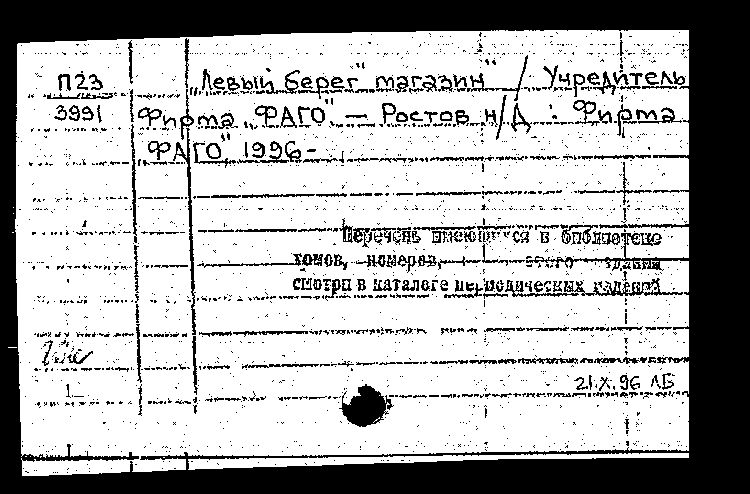 П23 „Левый берег" магазин" / Учредитель
3991 Фирма „ФАГО" — Ростов н/Д : Фирма
„ФАГО", 1996-
Перечень имеющихся в библиотеке
томов, номеров, этого издания
смотри в каталоге периодических изданий
21.X.96 ЛБ